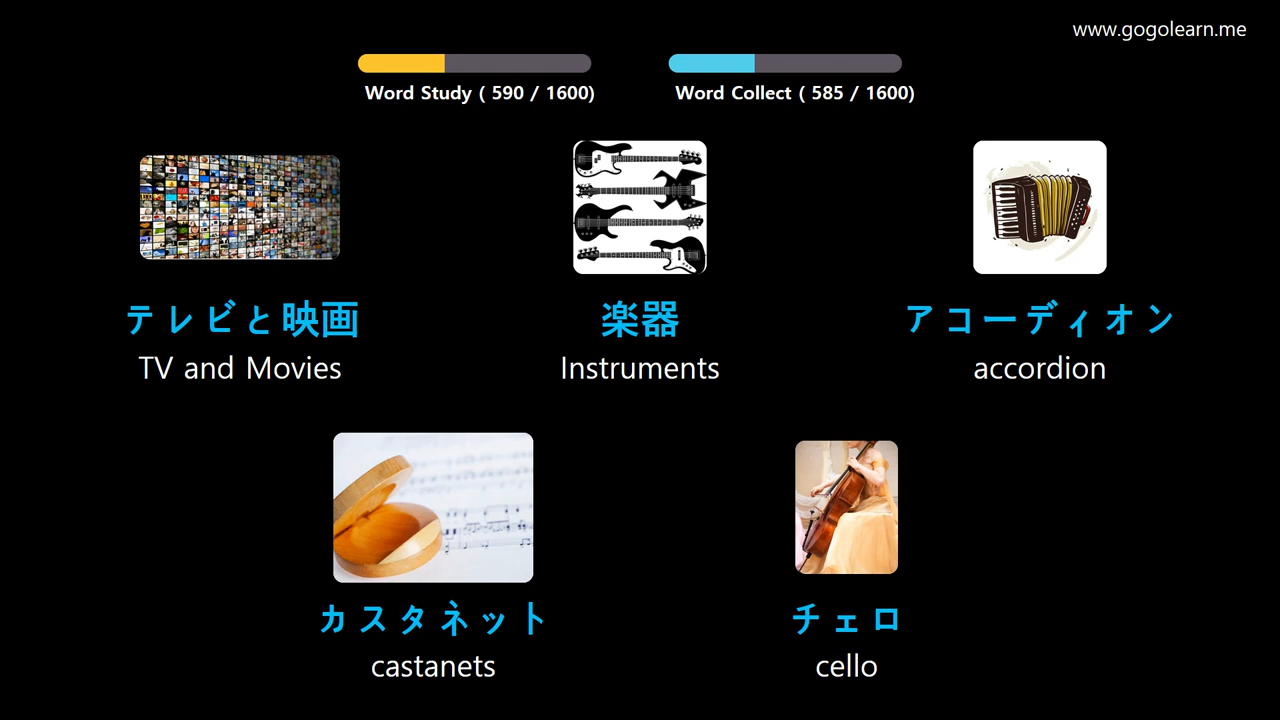 www.gogolearn.me
Word Study ( 590 / 1600)
Word Collect ( 585 / 1600)
テレビと映画
TV and Movies
楽器
Instruments
アコーディオン
accordion
カスタネット
castanets
チェロ
cello